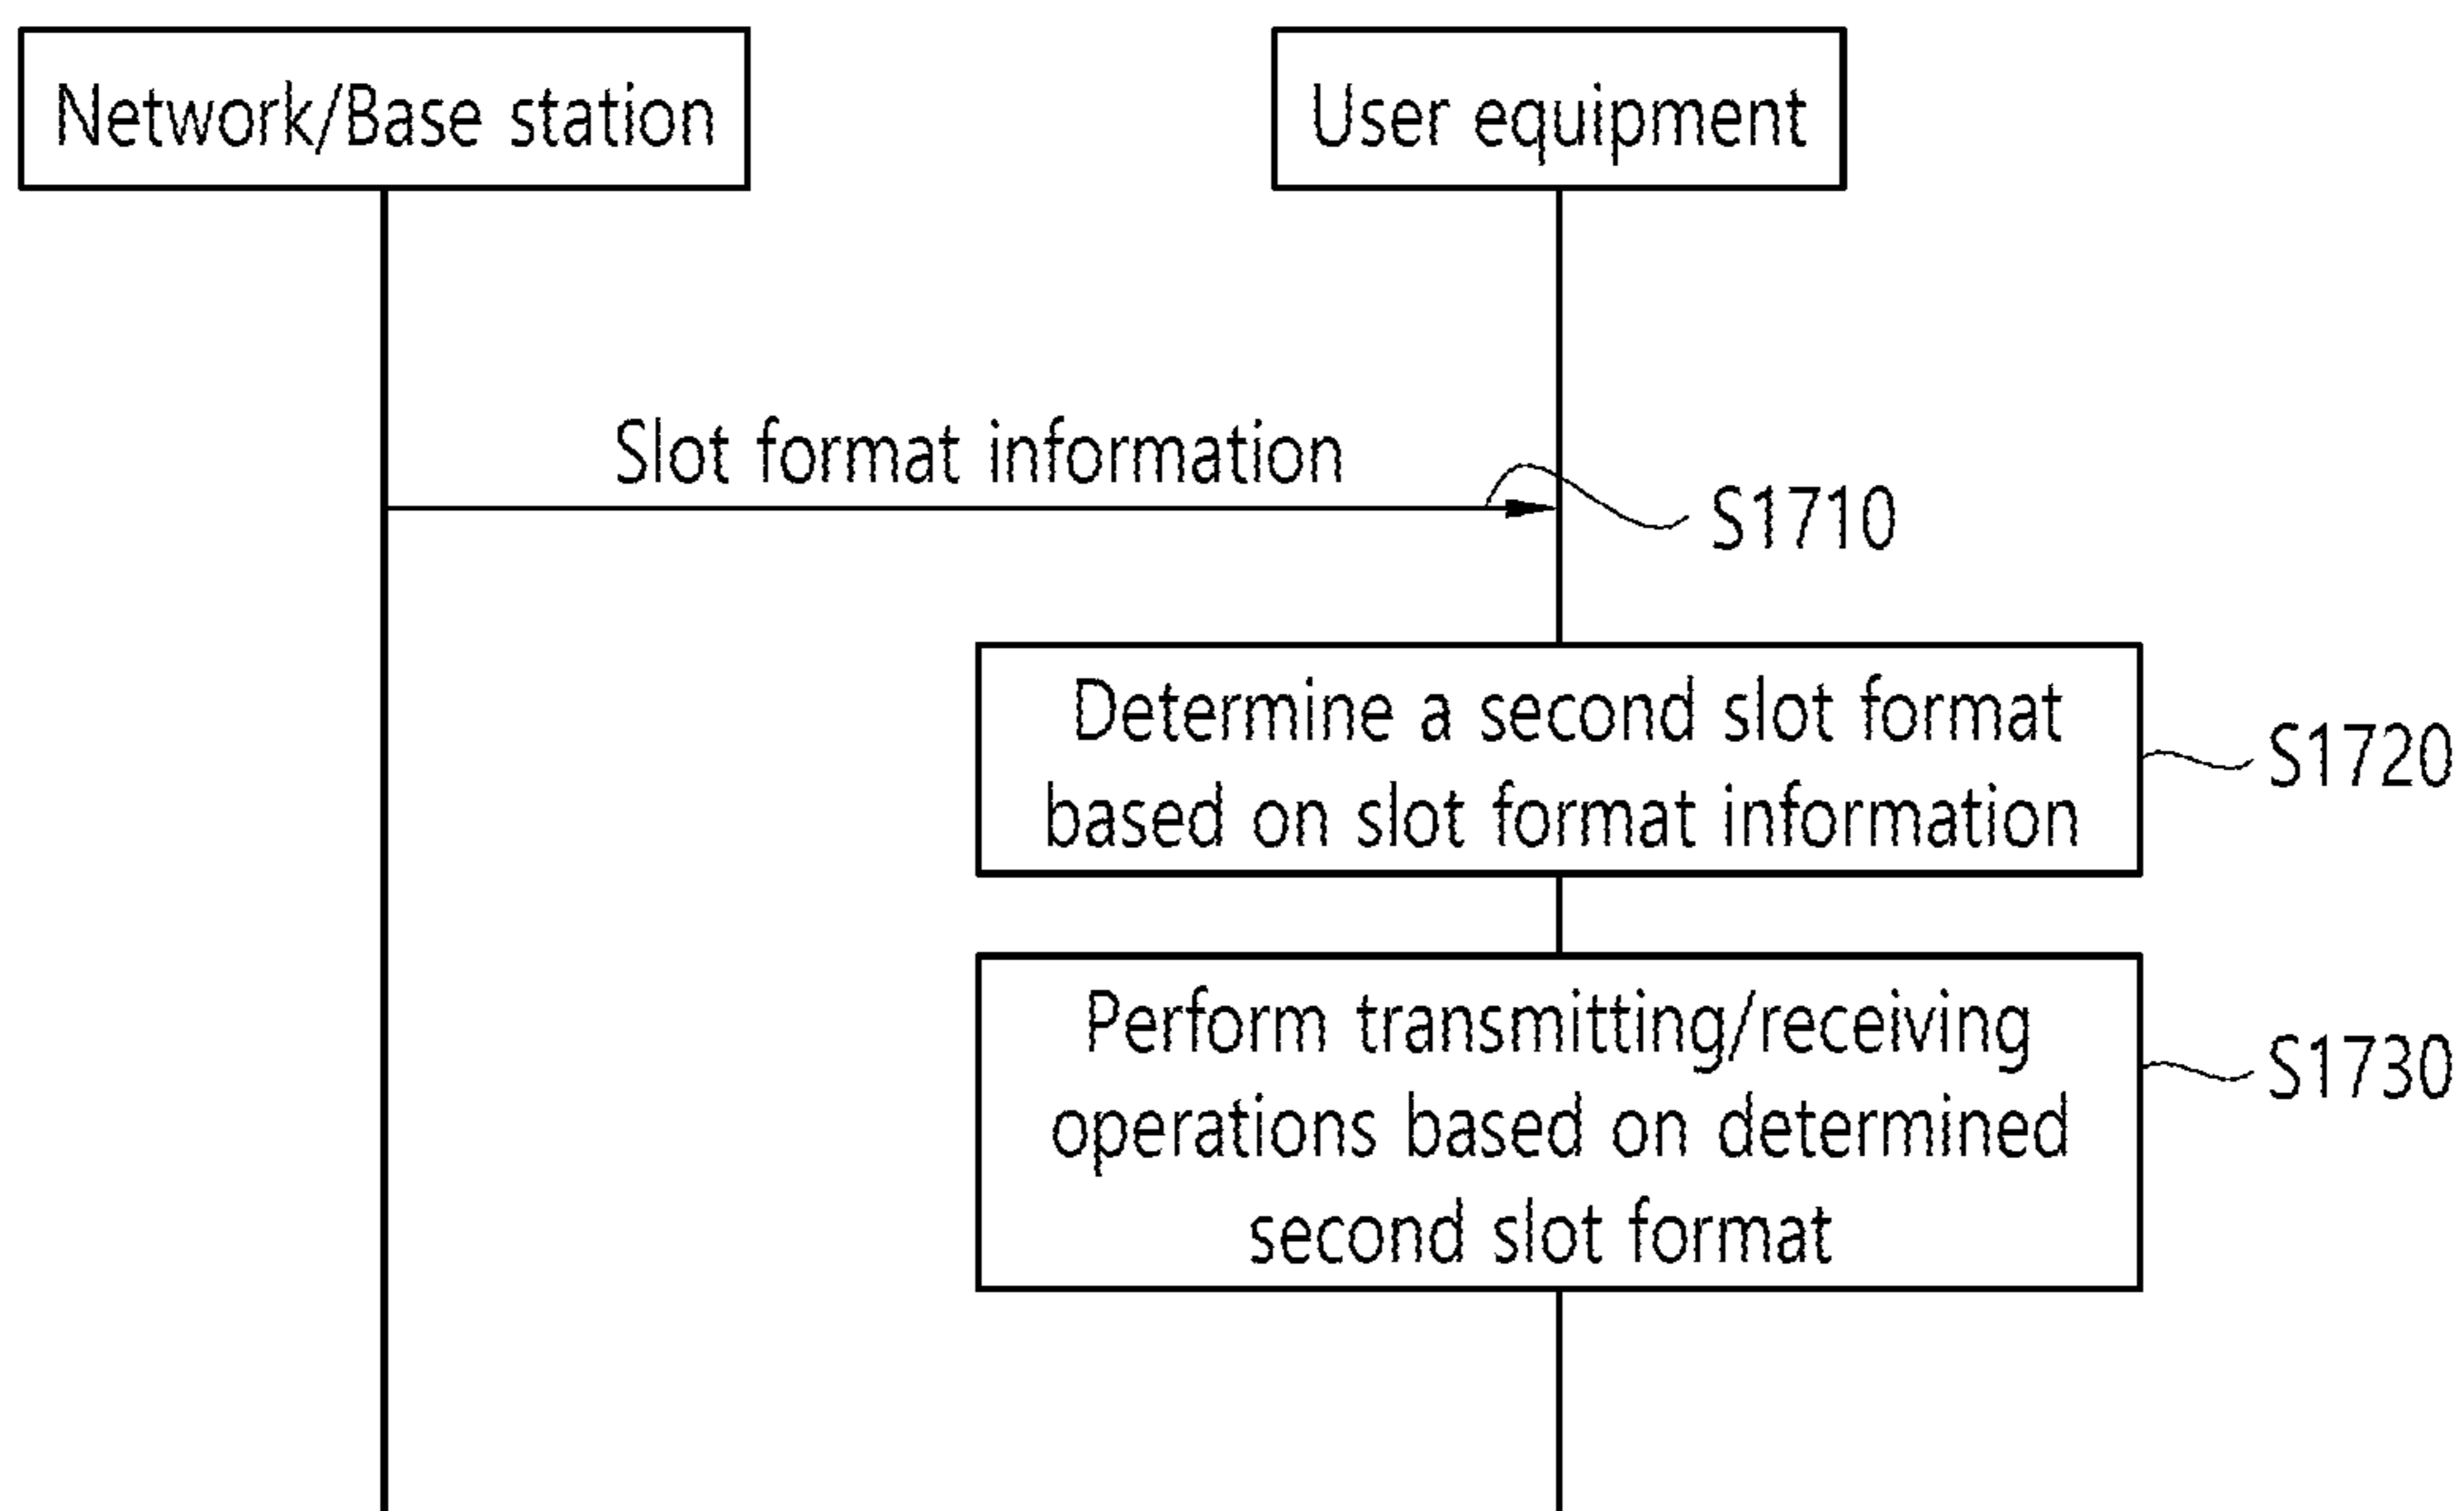 Network/Base station
User equipment
Slot format information
S1710
Determine a second slot format
based on slot format information
S1720
Perform transmitting/receiving
operations based on determined
second slot format
S1730